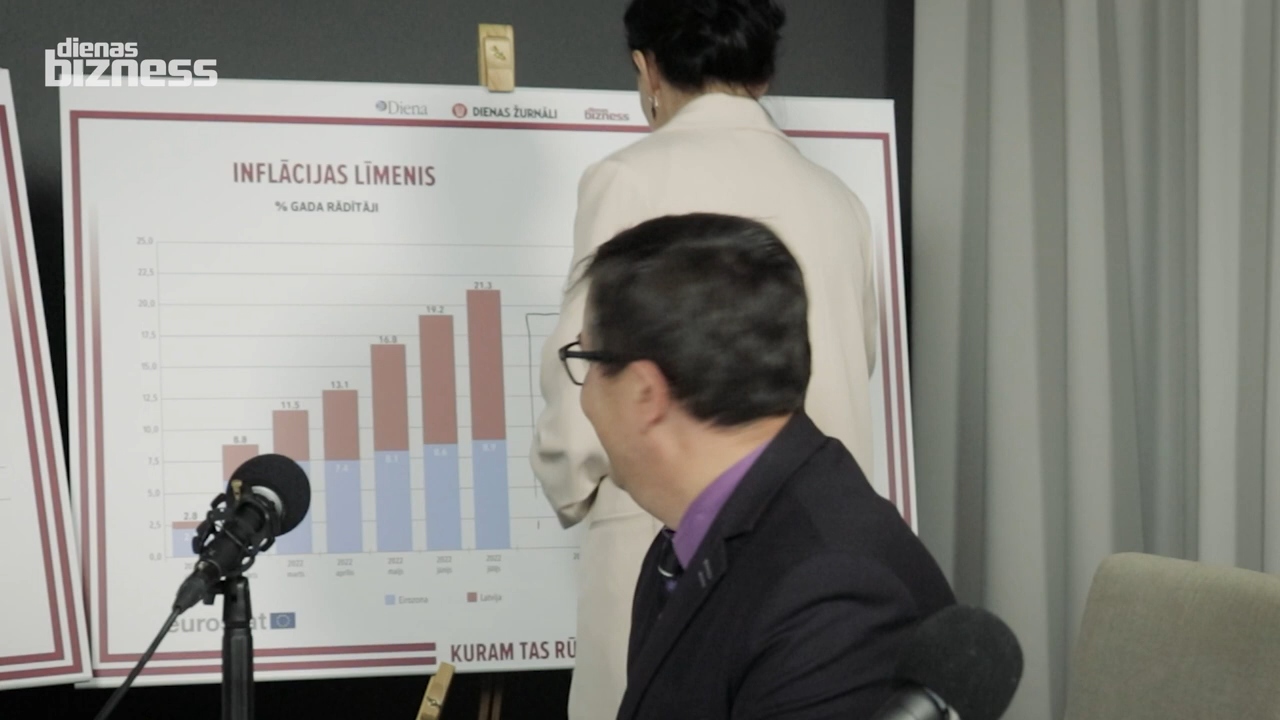 dienas
bizness
Diena DIENAS ŽURNĀLI dienas bizness
INFLĀCIJAS LĪMENIS
% GADA RĀDĪTĀJI
25,0
22,5
20,0
17,5
15,0
12,5
10,0
7,5
5,0
2,5
0,0
2.8
8.8
11.5
13.1
16.8
19.2
21.3
7.4
8.1
8.6
8.9
2022 marts
2022 aprīlis
2022 maijs
2022 jūnijs
2022 jūlijs
Eirozona Latvija
KURAM TAS RŪ